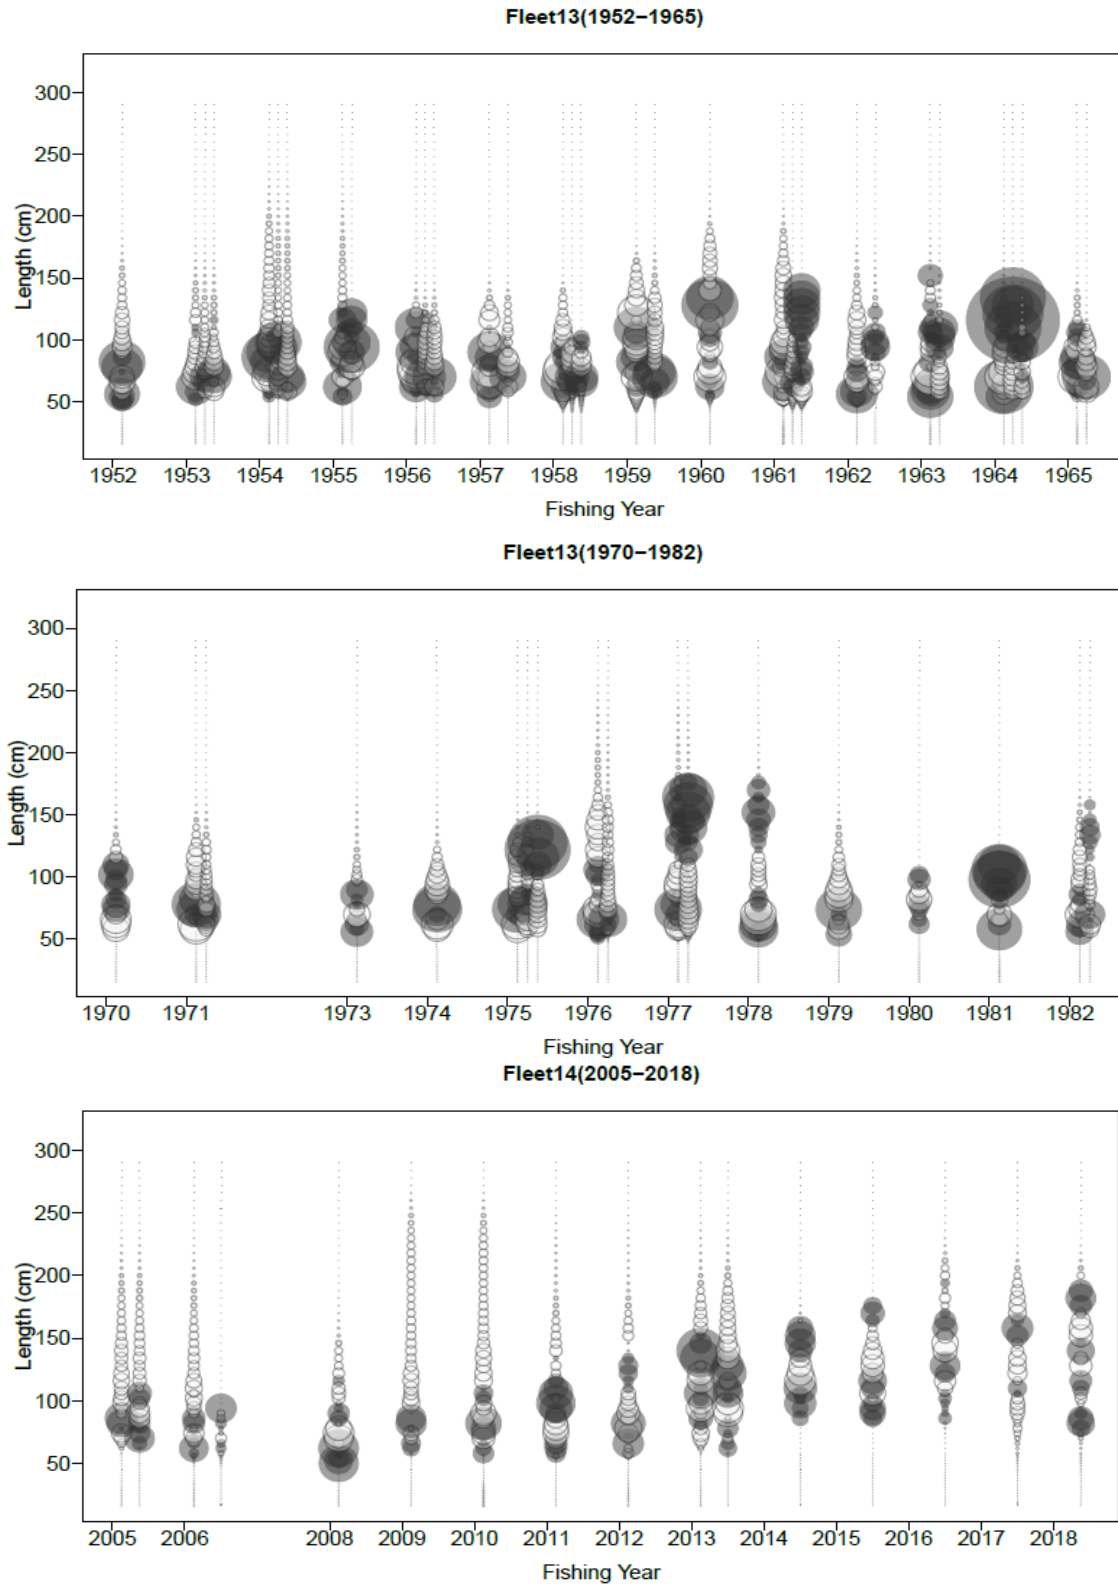 Fleet13(1952−1965)
300
250
200
150
100
50
Length (cm)
1952 1953 1954 1955 1956 1957 1958 1959 1960 1961 1962 1963 1964 1965
Fishing Year
Fleet13(1970−1982)
300
250
200
150
100
50
Length (cm)
1970 1971 1973 1974 1975 1976 1977 1978 1979 1980 1981 1982
Fishing Year
Fleet14(2005−2018)
300
250
200
150
100
50
Length (cm)
2005 2006 2008 2009 2010 2011 2012 2013 2014 2015 2016 2017 2018
Fishing Year